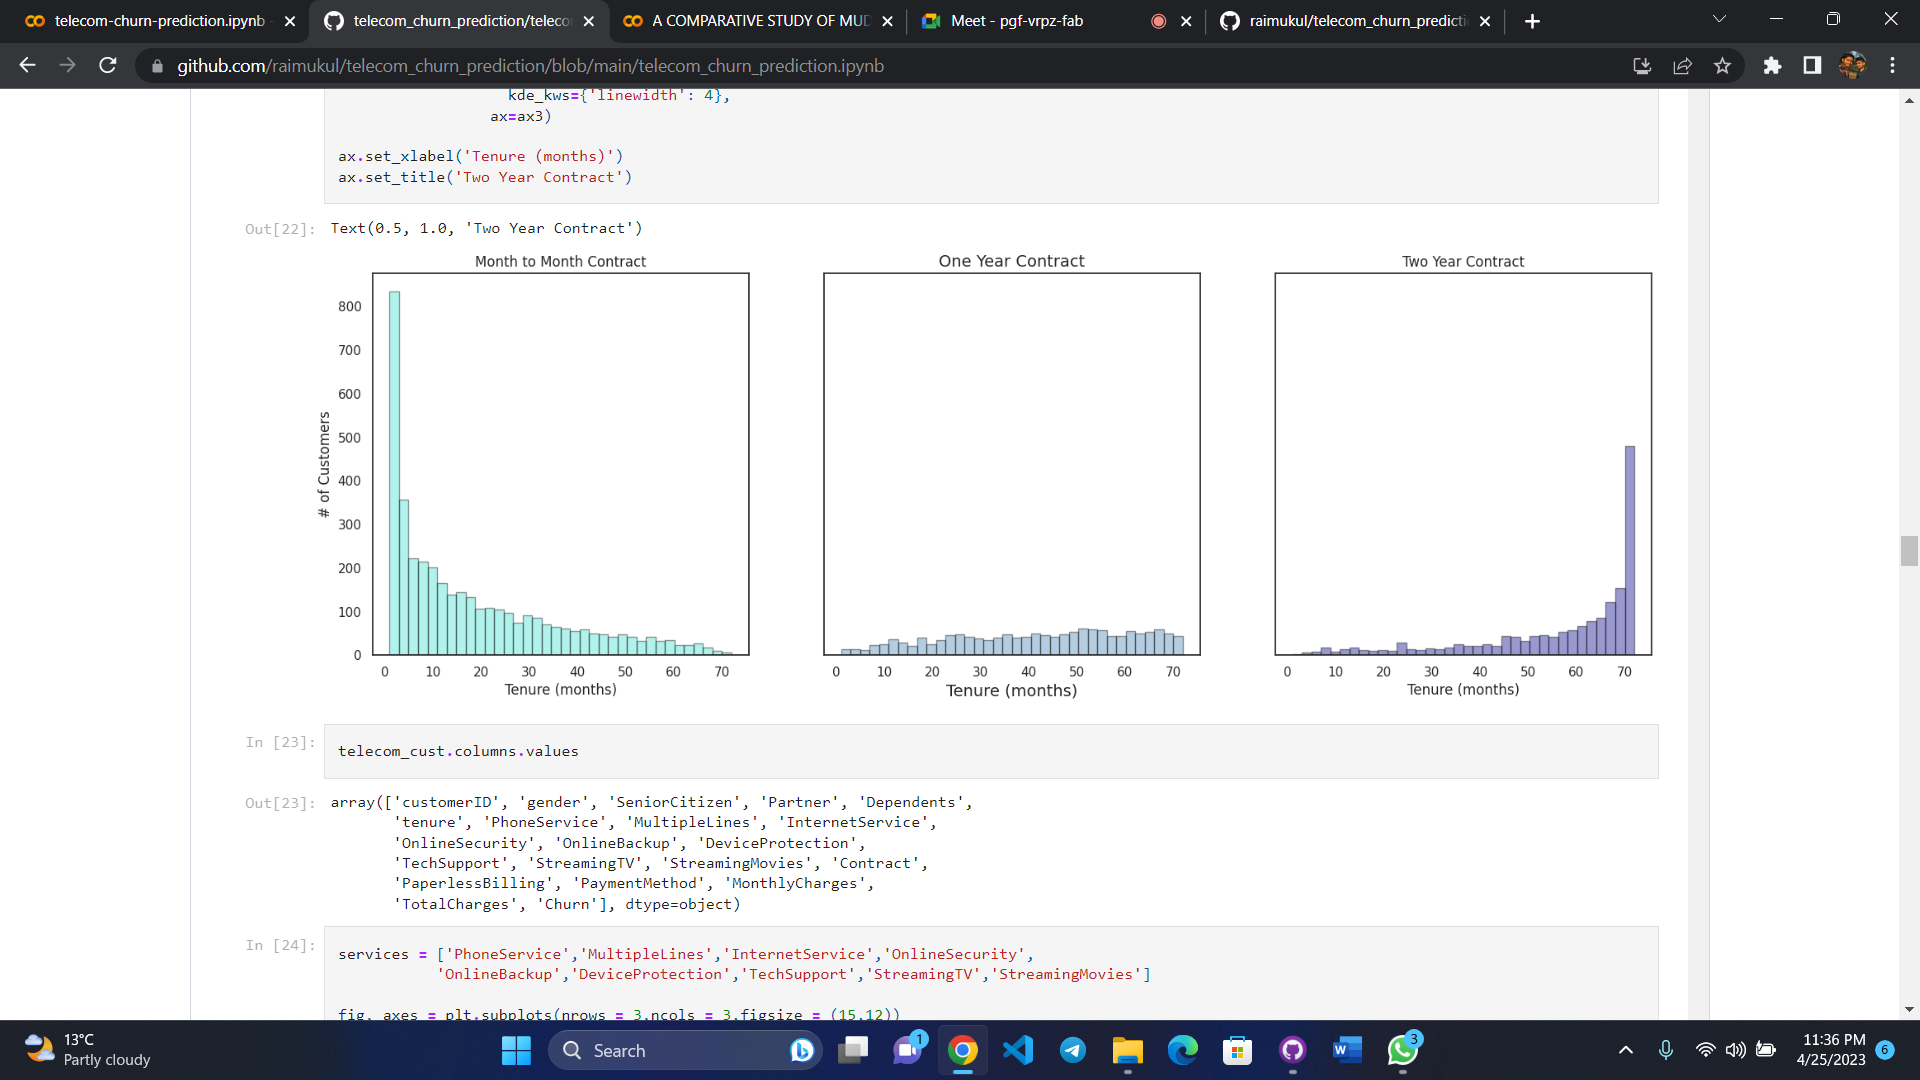 telecom-churn-prediction.ipynb -
telecom_churn_prediction/teleco
A COMPARATIVE STUDY OF MUD
Meet - pgf-vrpz-fab
raimukul/telecom_churn_predicti
github.com/raimukul/telecom_churn_prediction/blob/main/telecom_churn_prediction.ipynb
kde_kws={'linewidth': 4},
ax=ax3)
ax.set_xlabel('Tenure (months)')
ax.set_title('Two Year Contract')
Out[22]: Text(0.5, 1.0, 'Two Year Contract')
Month to Month Contract
One Year Contract
Two Year Contract
# of Customers
800
700
600
500
400
300
200
100
0
0 10 20 30 40 50 60 70
0 10 20 30 40 50 60 70
0 10 20 30 40 50 60 70
Tenure (months)
Tenure (months)
Tenure (months)
In [23]: telecom_cust.columns.values
Out[23]: array(['customerID', 'gender', 'SeniorCitizen', 'Partner', 'Dependents',
'tenure', 'PhoneService', 'MultipleLines', 'InternetService',
'OnlineSecurity', 'OnlineBackup', 'DeviceProtection',
'TechSupport', 'StreamingTV', 'StreamingMovies', 'Contract',
'PaperlessBilling', 'PaymentMethod', 'MonthlyCharges',
'TotalCharges', 'Churn'], dtype=object)
In [24]: services = ['PhoneService','MultipleLines','InternetService','OnlineSecurity',
'OnlineBackup','DeviceProtection','TechSupport','StreamingTV','StreamingMovies']
fig, axes = plt.subplots(nrows = 3,ncols = 3,figsize = (15,12))
13°C
Partly cloudy
Search
1
W
3
11:36 PM
4/25/2023
6